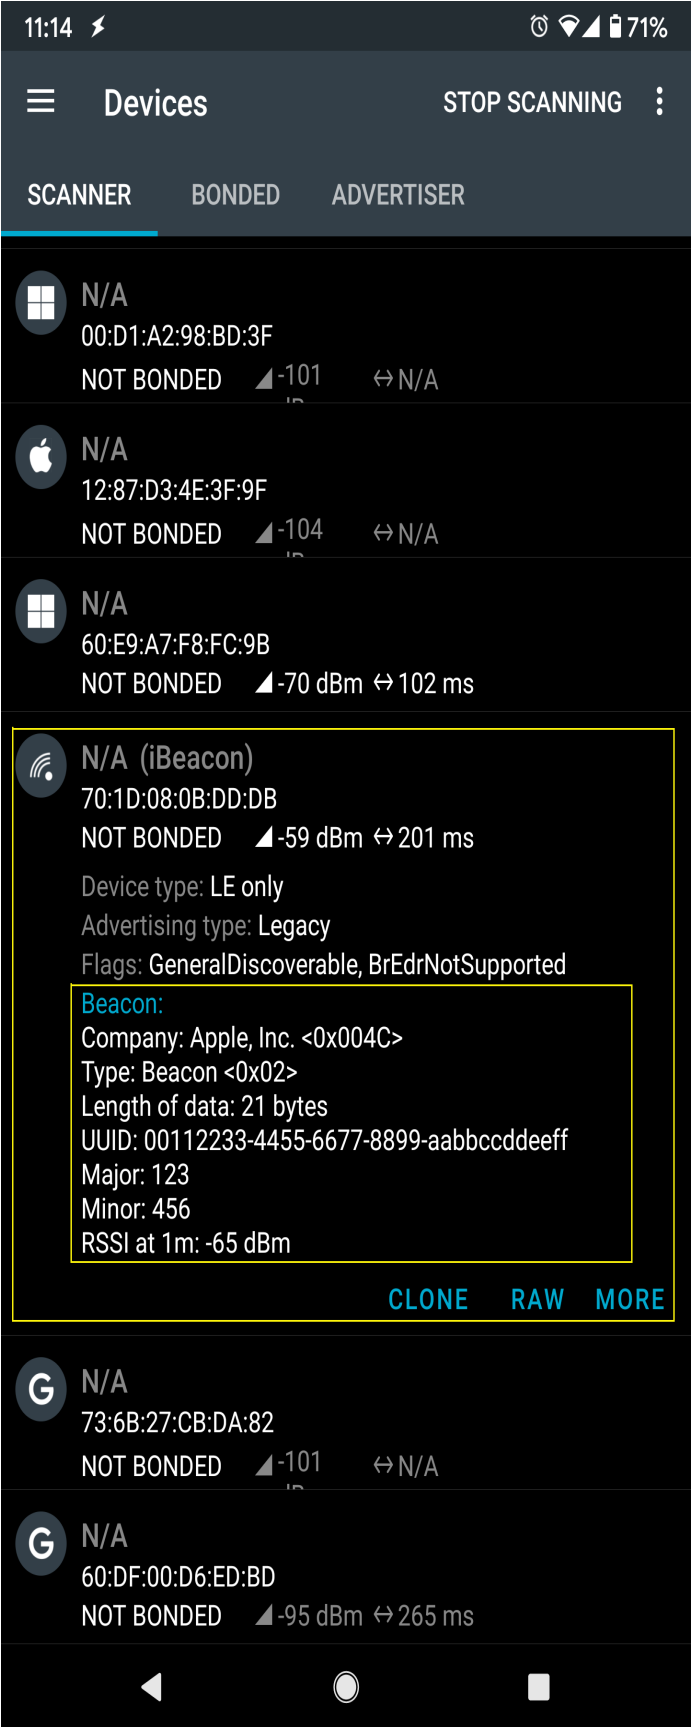 11:14 71%
Devices STOP SCANNING
SCANNER BONDED ADVERTISER
N/A
00:D1:A2:98:BD:3F
NOT BONDED -101 N/A
N/A
12:87:D3:4E:3F:9F
NOT BONDED -104 N/A
N/A
60:E9:A7:F8:FC:9B
NOT BONDED -70 dBm 102 ms
N/A (iBeacon)
70:1D:08:0B:DD:DB
NOT BONDED -59 dBm 201 ms
Device type: LE only
Advertising type: Legacy
Flags: GeneralDiscoverable, BrEdrNotSupported
Beacon:
Company: Apple, Inc. <0x004C>
Type: Beacon <0x02>
Length of data: 21 bytes
UUID: 00112233-4455-6677-8899-aabbccddeeff
Major: 123
Minor: 456
RSSI at 1m: -65 dBm
CLONE RAW MORE
G N/A
73:6B:27:CB:DA:82
NOT BONDED -101 N/A
G N/A
60:DF:00:D6:ED:BD
NOT BONDED -95 dBm 265 ms